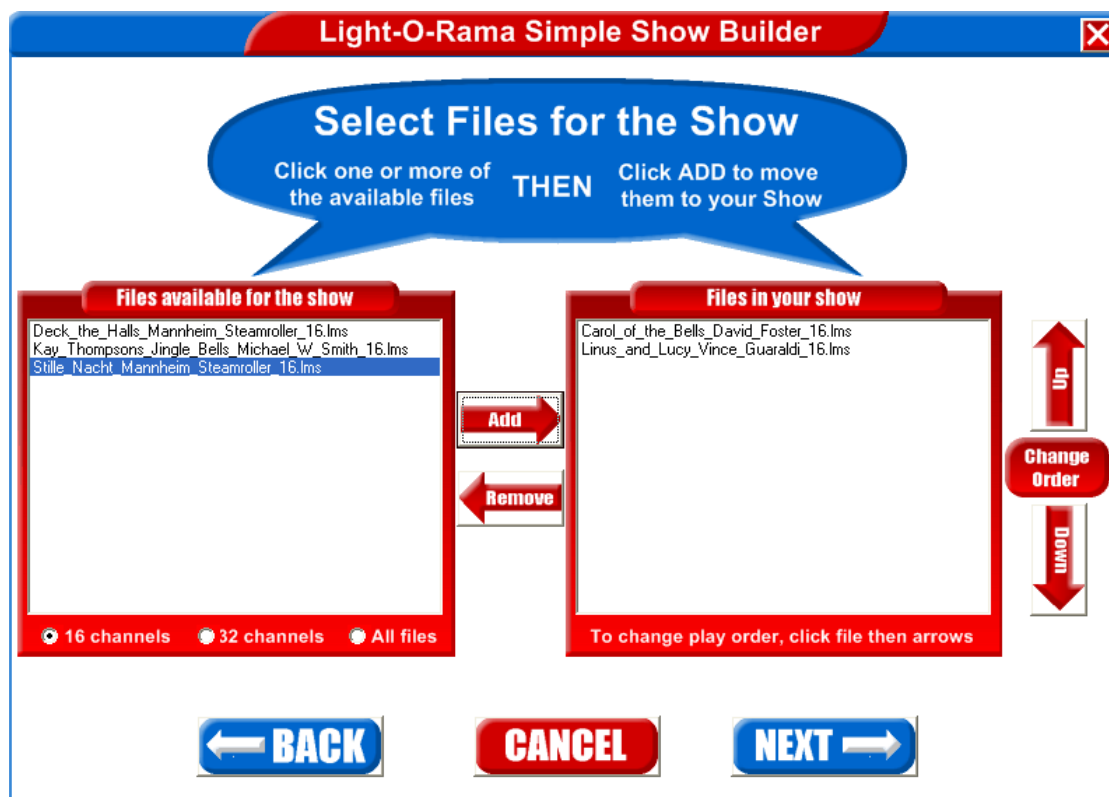 Light-O-Rama Simple Show Builder
Select Files for the Show
Click one or more of
the available files
THEN
Click ADD to move
them to your Show
Files available for the show
Deck_the_Halls_Mannheim_Steamroller_16.lms
Kay_Thompsons_Jingle_Bells_Michael_W_Smith_16.lms
Stille_Nacht_Mannheim_Steamroller_16.lms
16 channels
32 channels
All files
Add
Remove
Files in your show
Carol_of_the_Bells_David_Foster_16.lms
Linus_and_Lucy_Vince_Guaraldi_16.lms
To change play order, click file then arrows
Up
Change
Order
Down
BACK
CANCEL
NEXT